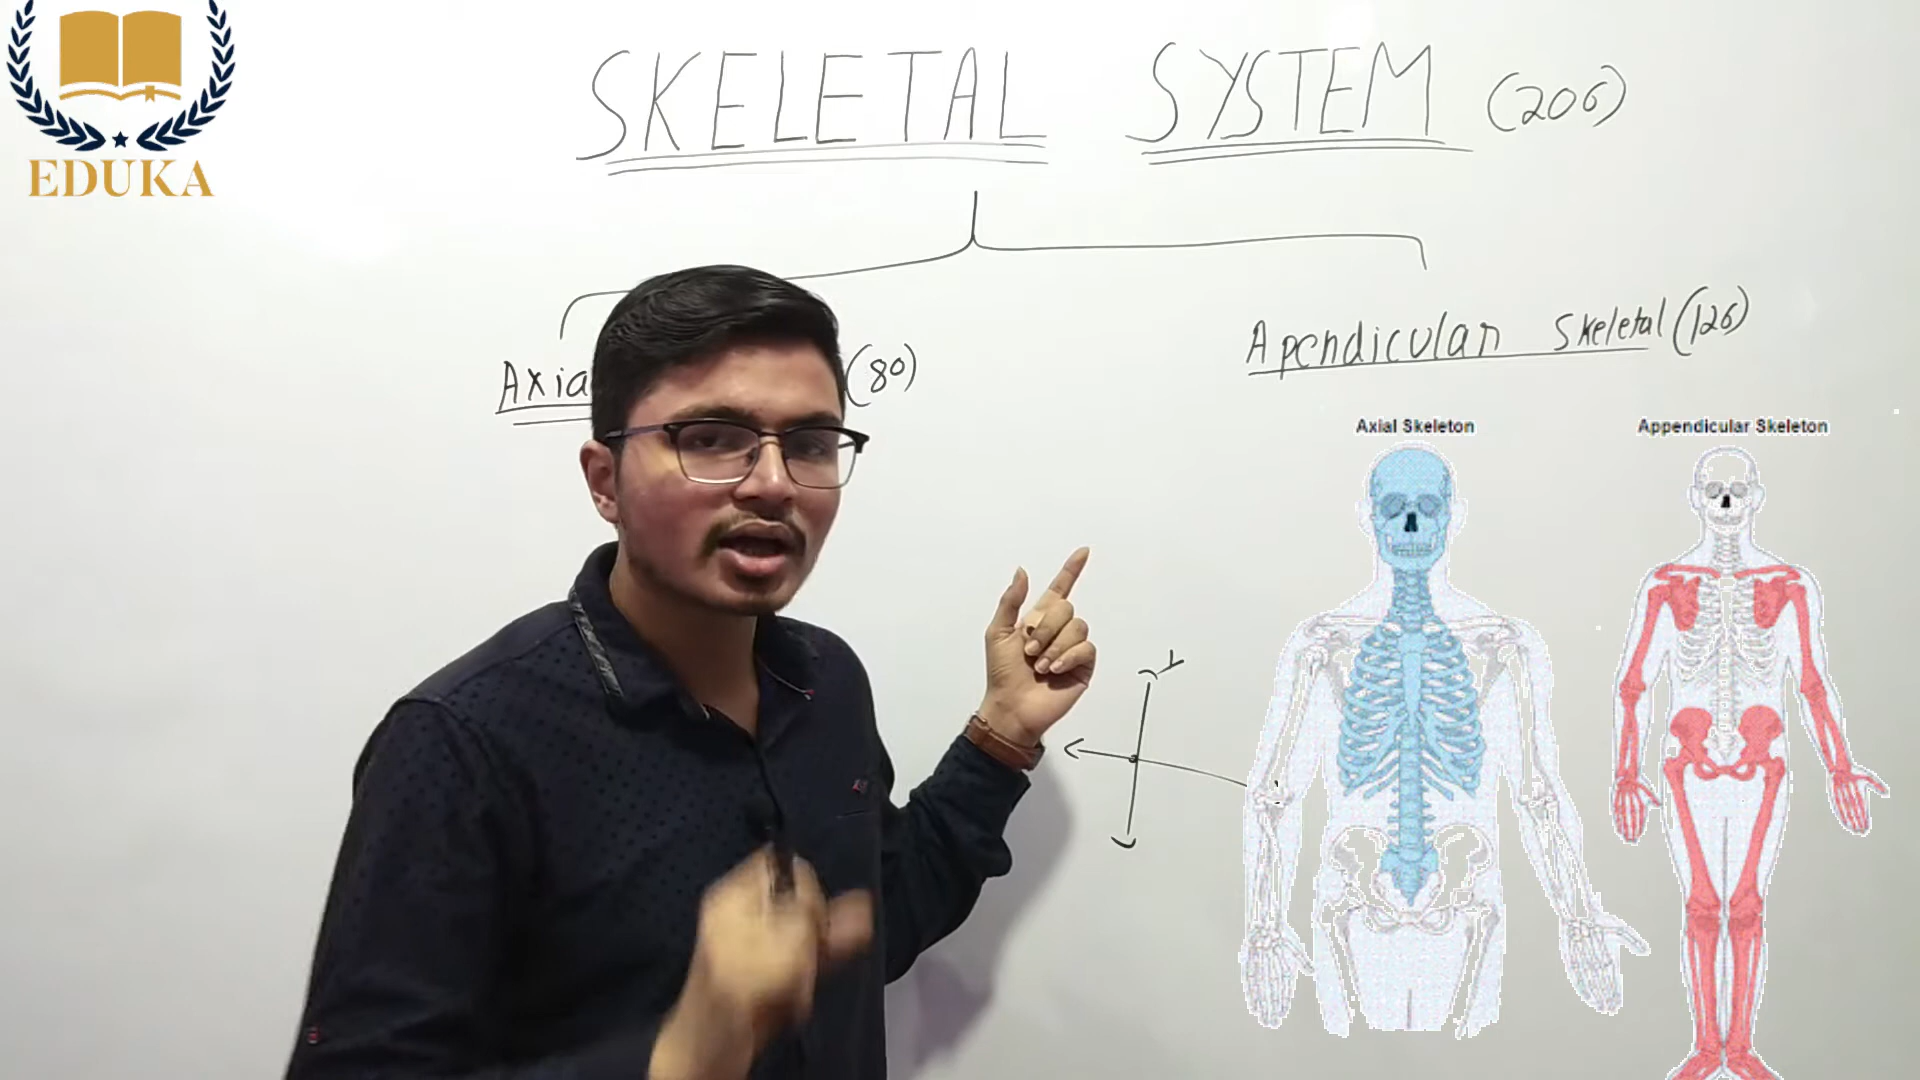 EDUKA
SKELETAL SYSTEM (206)
(80)
Apendicular Skeletal (126)
Axial Skeleton
Appendicular Skeleton